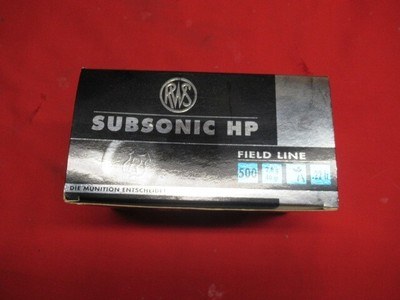 RWS
SUBSONIC HP
FIELD LINE
500
DIE MUNITION ENTSCHEIDET